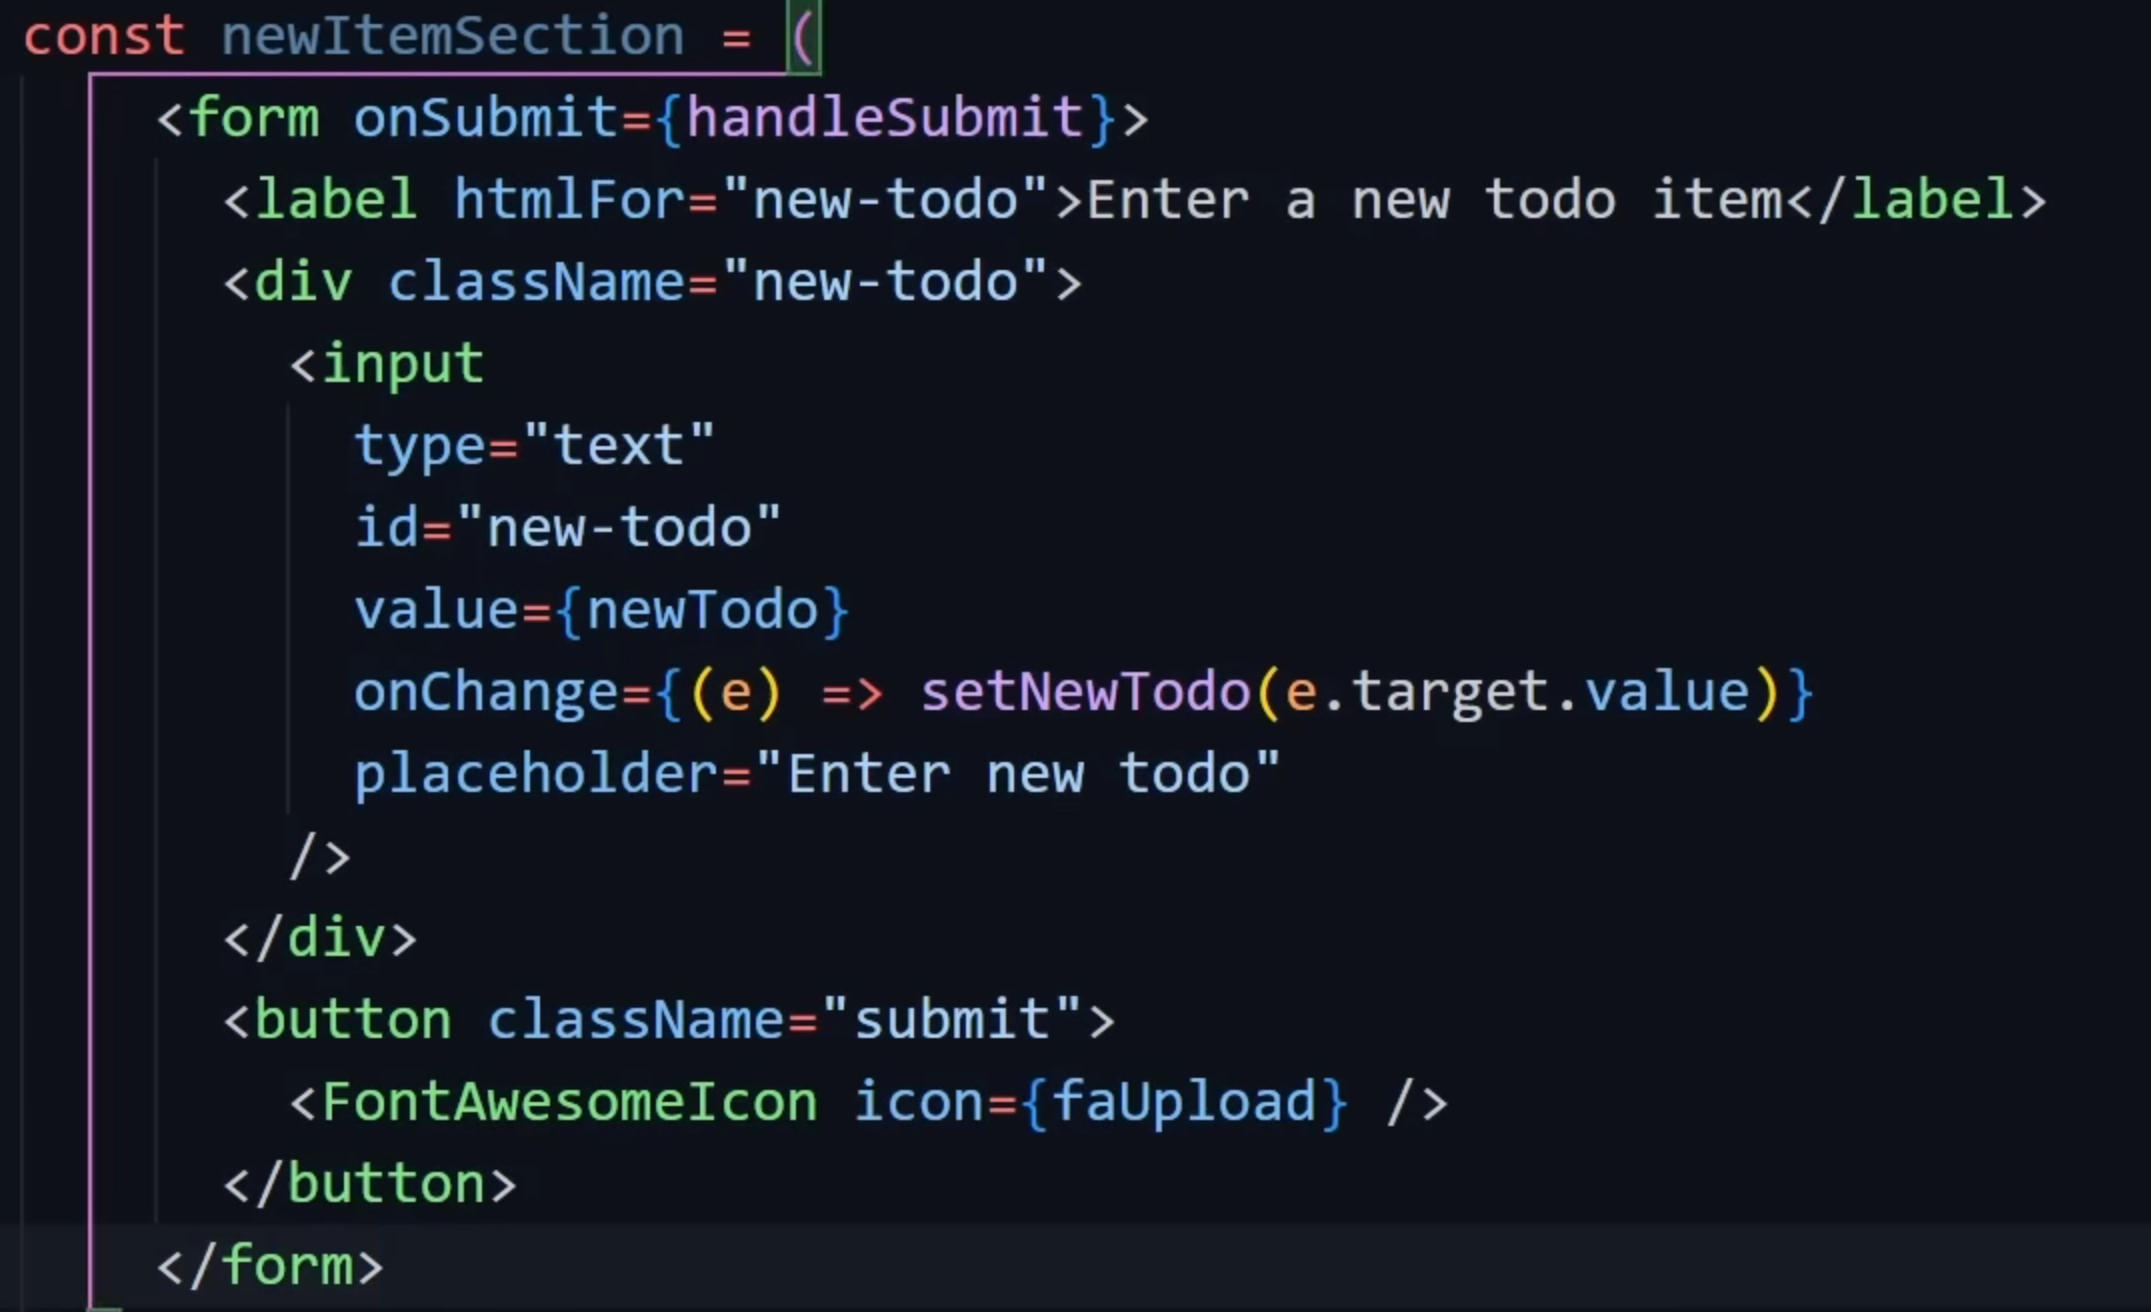 const newItemSection = (
<form onSubmit={handleSubmit}>
<label htmlFor="new-todo">Enter a new todo item</label>
<div className="new-todo">
<input
type="text"
id="new-todo"
value={newTodo}
onChange={(e) => setNewTodo(e.target.value)}
placeholder="Enter new todo"
/>
</div>
<button className="submit">
<FontAwesomeIcon icon={faUpload} />
</button>
</form>